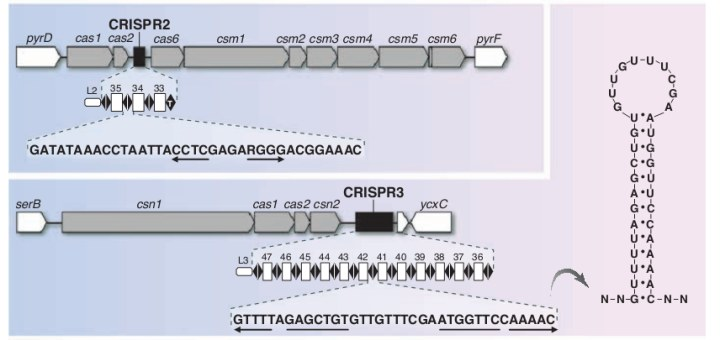 CRISPR2
pyrD cas1 cas2 cas6 csm1 csm2 csm3 csm4 csm5 csm6 pyrF
L2 35 34 33 T
GATATAAACCTAATTACCTCGAGARGGGACGGAAAC
CRISPR3
serB csn1 cas1 cas2 csn2 ycxC
L3 47 46 45 44 43 42 41 40 39 38 37 36
GTTTTAGAGCTGTGTTGTTTCGAATGGTTCCAAAAC
U-U-U
G C
U G
U A
G
U•A
G•U
U•G
C•G
G•U
A•U
G•C
A•C
U•A
U•A
U•A
U•A
N-N-G•C-N-N